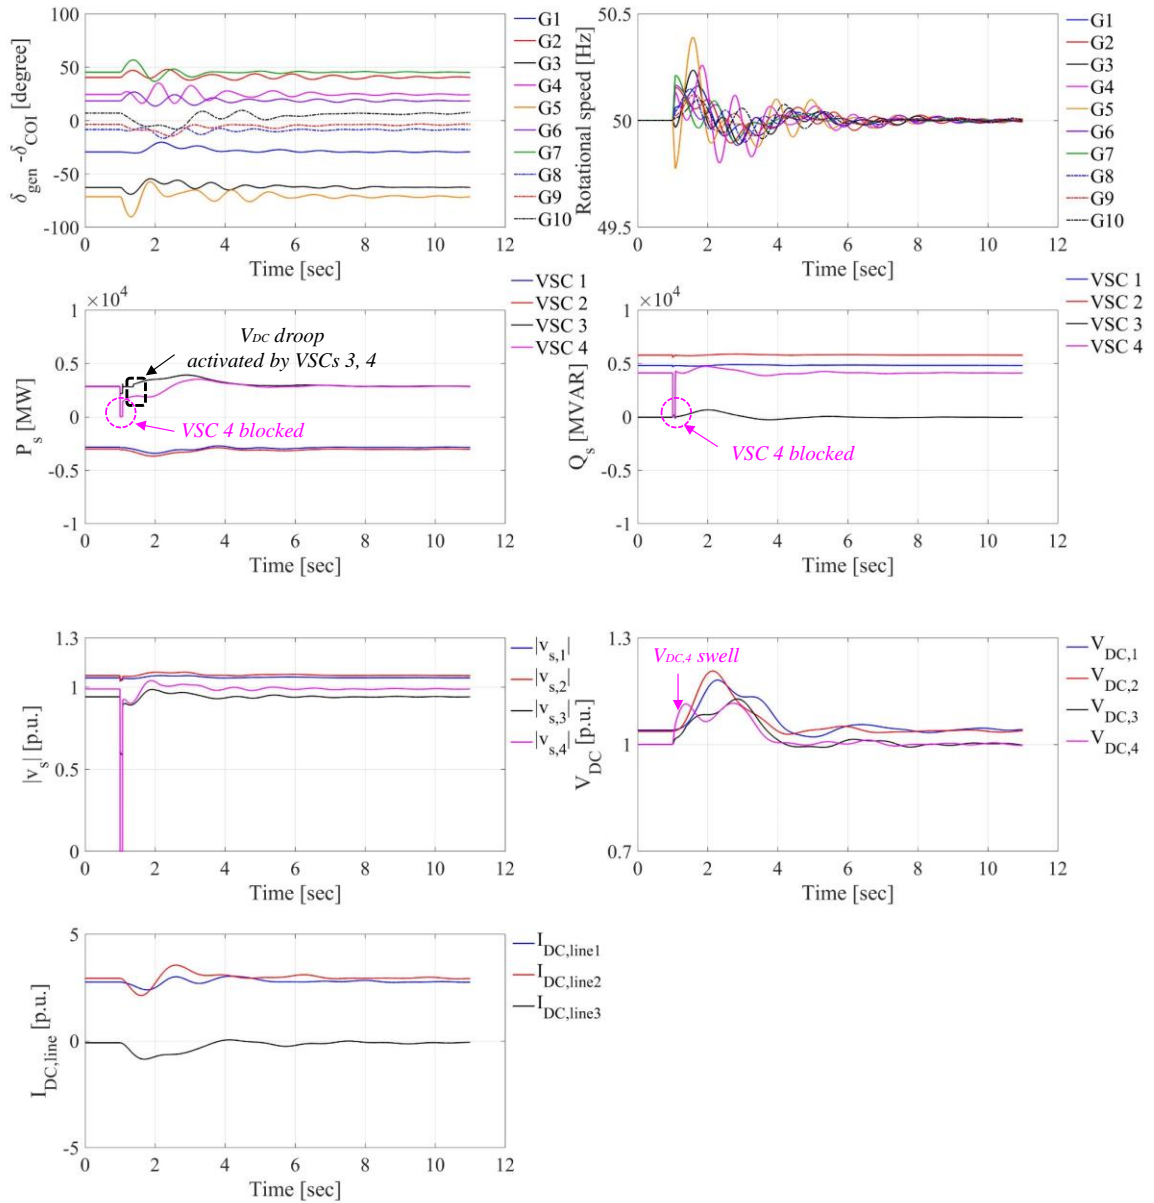 100
50
0
-50
-100
δgen -δCOI [degree]
0 2 4 6 8 10 12
Time [sec]
G1
G2
G3
G4
G5
G6
G7
G8
G9
G10
50.5
50
49.5
Rotational speed [Hz]
0 2 4 6 8 10 12
Time [sec]
G1
G2
G3
G4
G5
G6
G7
G8
G9
G10
×10⁴
1
0.5
0
-0.5
-1
Ps [MW]
0 2 4 6 8 10 12
Time [sec]
VSC 1
VSC 2
VSC 3
VSC 4
VDC droop
activated by VSCs 3, 4
VSC 4 blocked
×10⁴
1
0.5
0
-0.5
-1
Qs [MVAR]
0 2 4 6 8 10 12
Time [sec]
VSC 1
VSC 2
VSC 3
VSC 4
VSC 4 blocked
1.3
1
0.5
0
|vs| [p.u.]
0 2 4 6 8 10 12
Time [sec]
|vs,1|
|vs,2|
|vs,3|
|vs,4|
1.3
1
0.7
VDC [p.u.]
0 2 4 6 8 10 12
Time [sec]
VDC,4 swell
VDC,1
VDC,2
VDC,3
VDC,4
5
0
-5
IDC,line [p.u.]
0 2 4 6 8 10 12
Time [sec]
IDC,line1
IDC,line2
IDC,line3